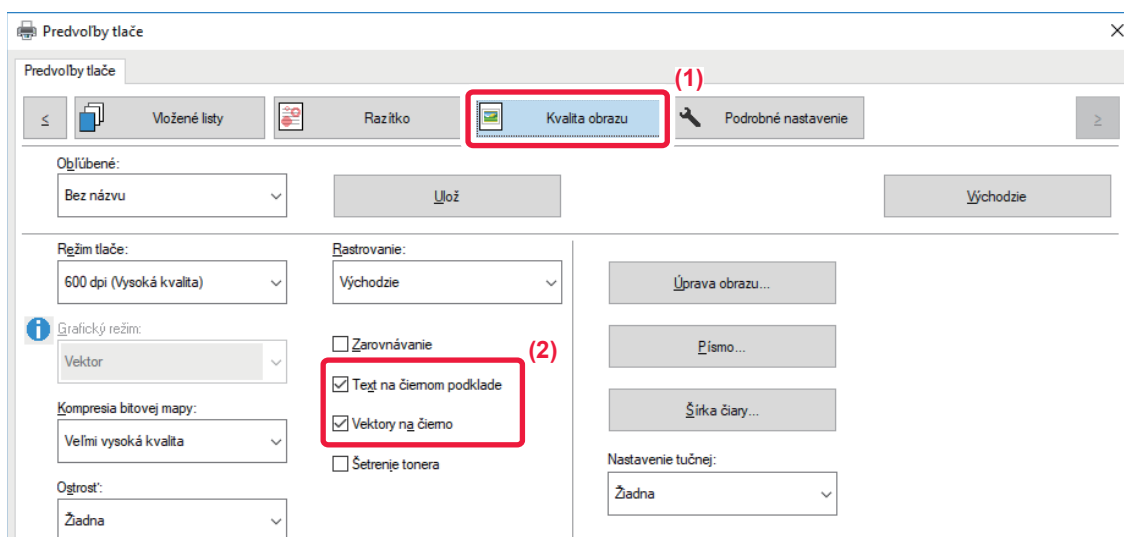 Predvoľby tlače
Predvoľby tlače
(1)
<
Vložené listy
Razítko
Kvalita obrazu
Podrobné nastavenie
>
Obľúbené:
Bez názvu
Ulož
Východzie
Režim tlače:
600 dpi (Vysoká kvalita)
Rastrovanie:
Východzie
Úprava obrazu...
Grafický režim:
Vektor
Zarovnávanie
(2)
Písmo...
Text na čiernom podklade
Kompresia bitovej mapy:
Veľmi vysoká kvalita
Vektory na čierno
Šírka čiary...
Šetrenie tonera
Nastavenie tučnej:
Žiadna
Ostrosť:
Žiadna